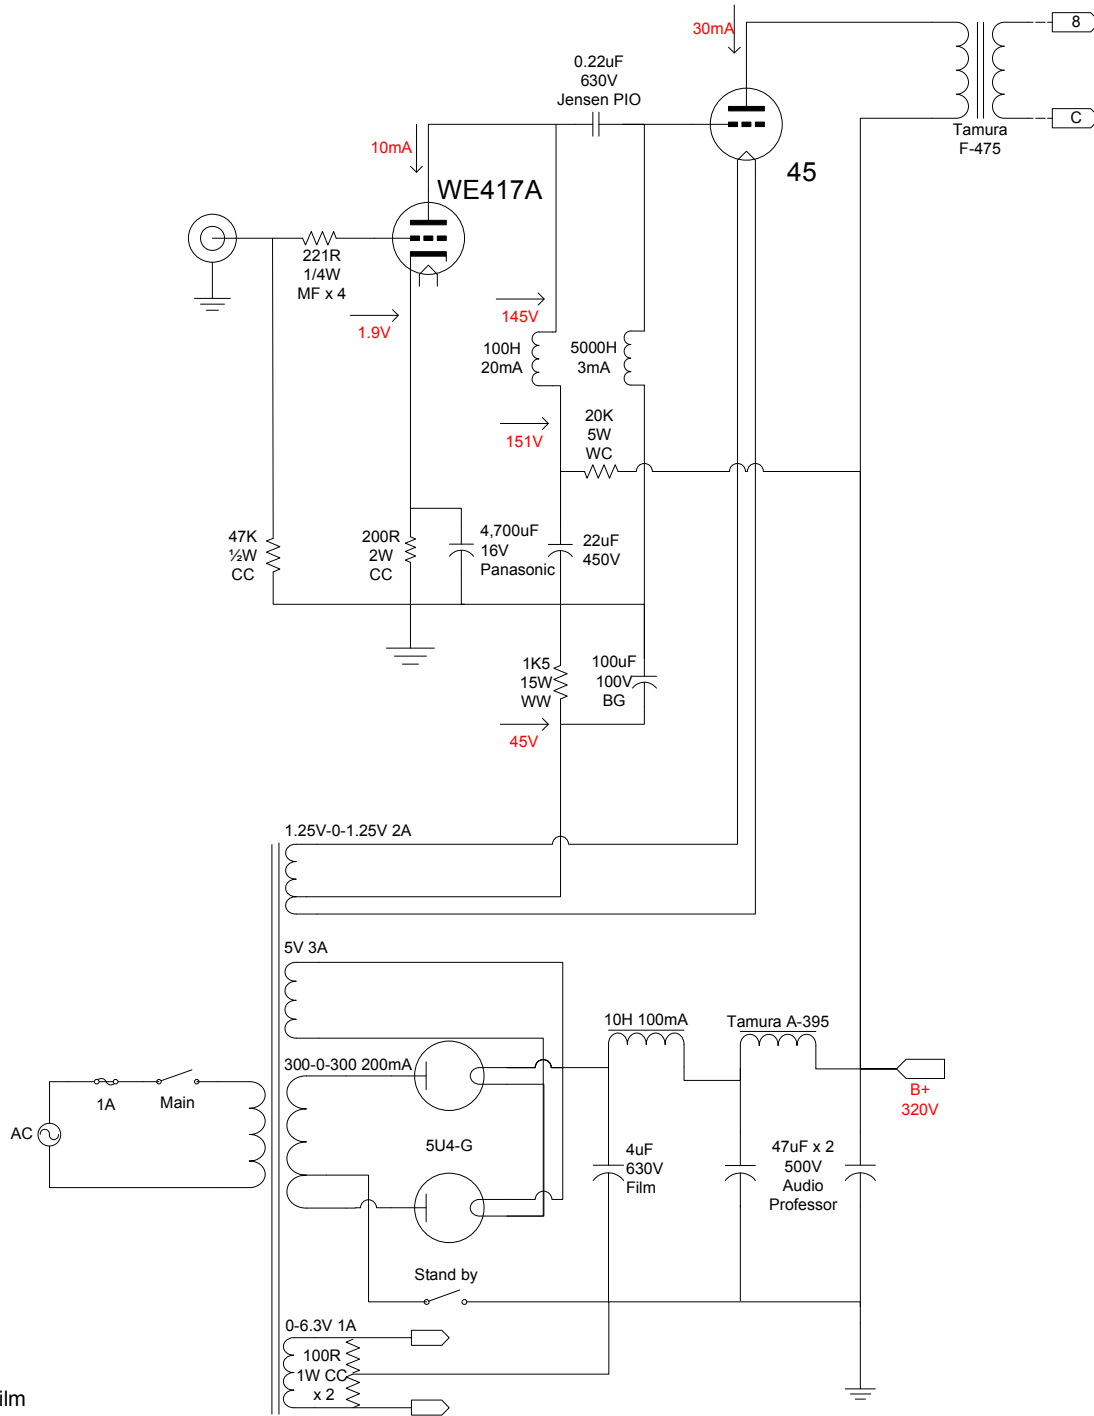 30mA
8
0.22uF
630V
Jensen PIO
C
Tamura
F-475
10mA
45
WE417A
221R
1/4W
MF x 4
145V
1.9V
100H
20mA
5000H
3mA
20K
5W
WC
151V
47K
½W
CC
200R
2W
CC
4,700uF
16V
Panasonic
22uF
450V
1K5
15W
WW
100uF
100V
BG
45V
1.25V-0-1.25V 2A
5V 3A
10H 100mA
Tamura A-395
300-0-300 200mA
1A
Main
B+
320V
AC
5U4-G
4uF
630V
Film
47uF x 2
500V
Audio
Professor
Stand by
0-6.3V 1A
100R
1W CC
x 2
ilm